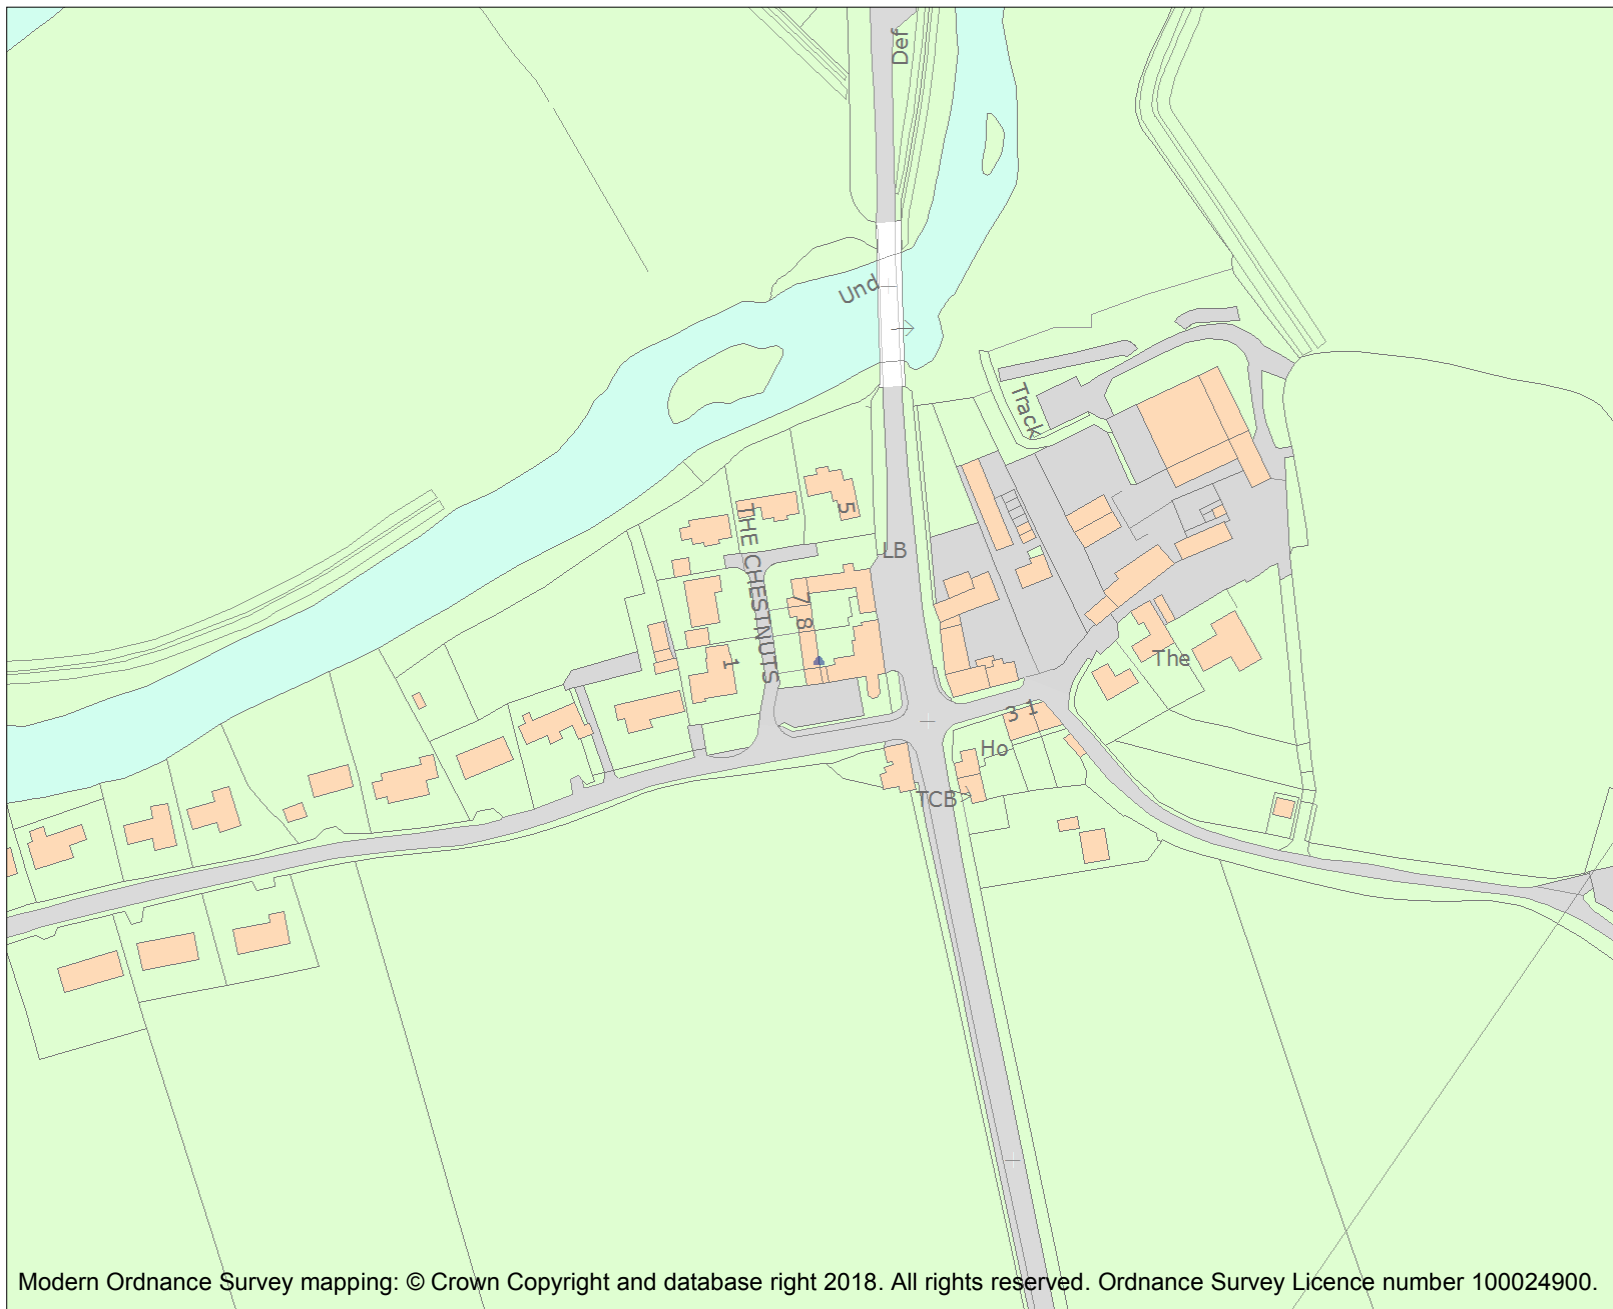 Def
Und
Track
5
LB
THE CHESTNUTS
7
8
1
The
3 1
Ho
TCB
Modern Ordnance Survey mapping: © Crown Copyright and database right 2018. All rights reserved. Ordnance Survey Licence number 100024900.